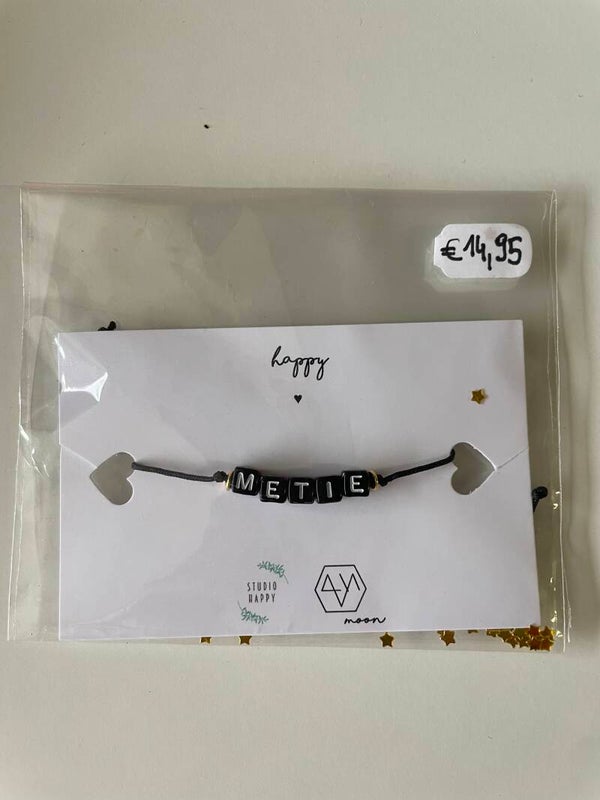 €14,95
happy
METIE
STUDIO
HAPPY
moon